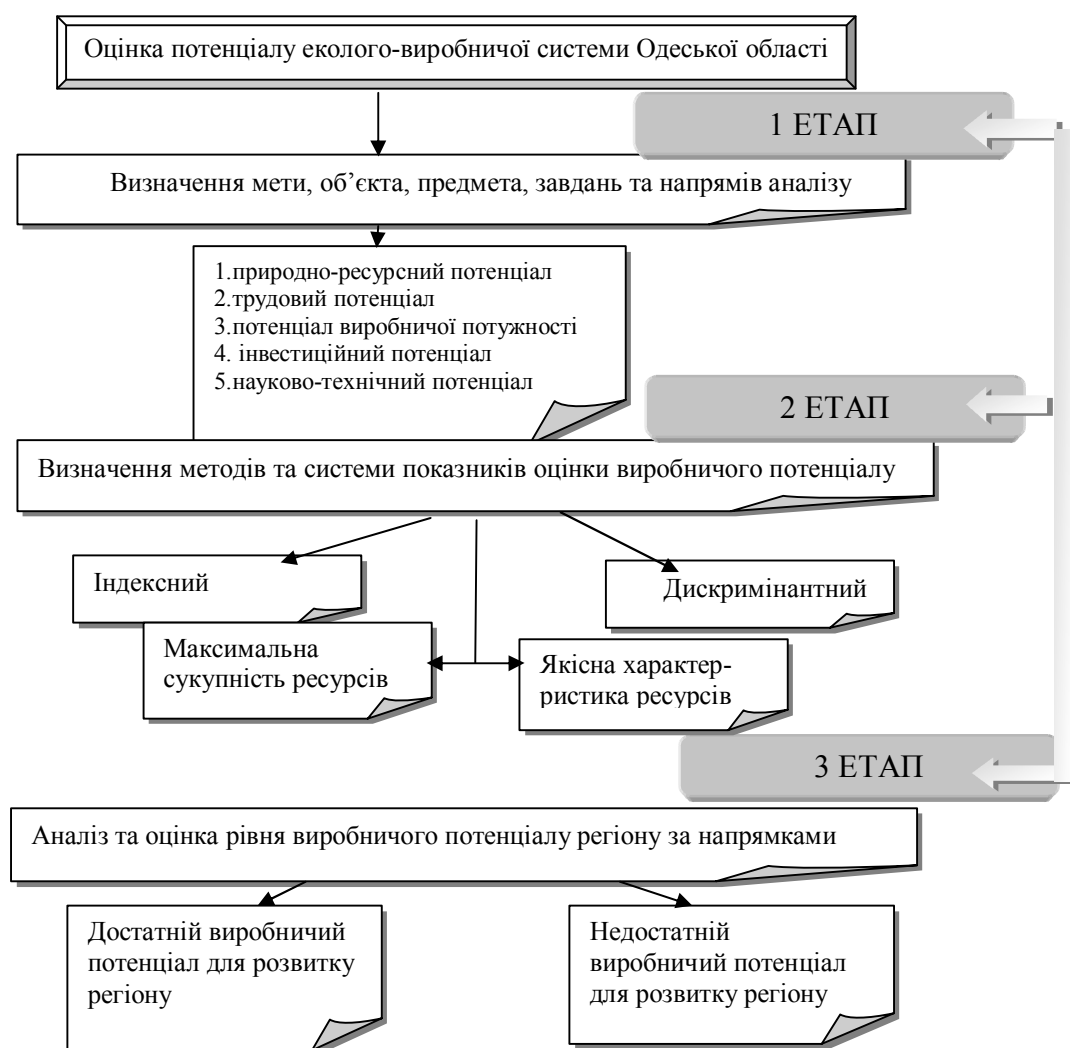 Оцінка потенціалу еколого-виробничої системи Одеської області
1 ЕТАП
Визначення мети, об’єкта, предмета, завдань та напрямів аналізу
1.природно-ресурсний потенціал
2.трудовий потенціал
3.потенціал виробничої потужності
4. інвестиційний потенціал
5.науково-технічний потенціал
2 ЕТАП
Визначення методів та системи показників оцінки виробничого потенціалу
Індексний
Дискримінантний
Максимальна
сукупність ресурсів
Якісна характер-
ристика ресурсів
3 ЕТАП
Аналіз та оцінка рівня виробничого потенціалу регіону за напрямками
Достатній виробничий
потенціал для розвитку
регіону
Недостатній
виробничий потенціал
для розвитку регіону